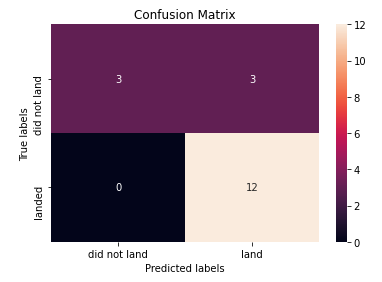 Confusion Matrix
True labels
did not land
landed
3
3
0
12
did not land
land
Predicted labels
12
10
8
6
4
2
0